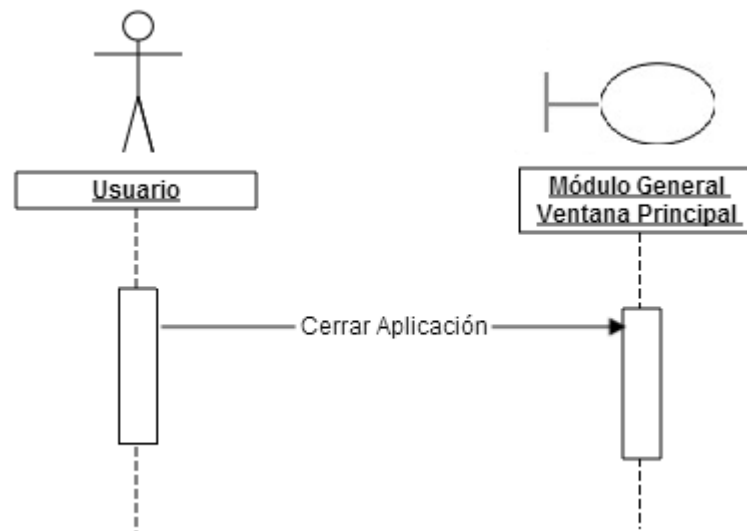 Usuario
Módulo General
Ventana Principal
Cerrar Aplicación